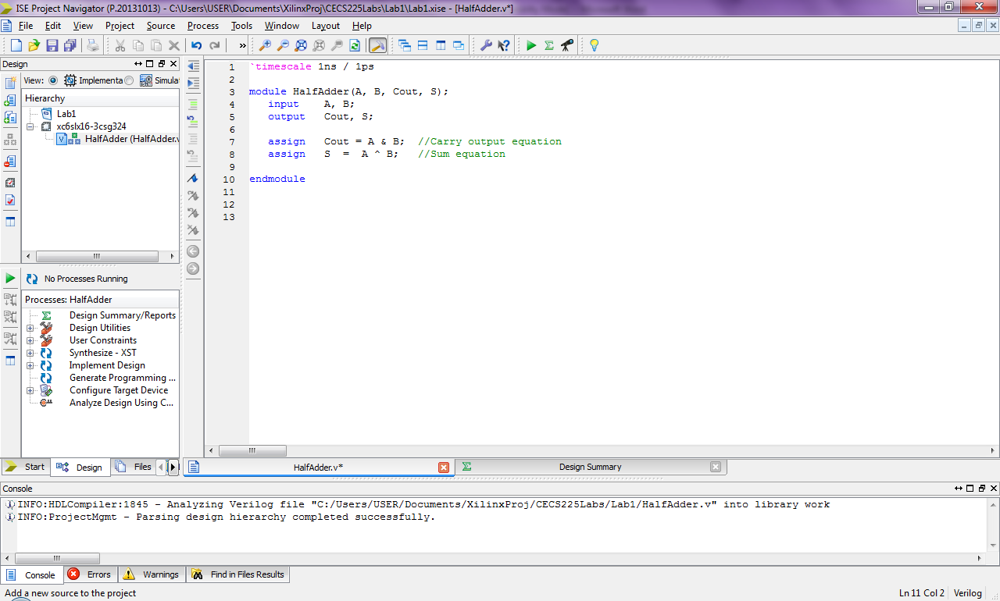 ISE Project Navigator (P.20131013) - C:\Users\USER\Documents\XilinxProj\CECS225Labs\Lab1\Lab1.xise - [HalfAdder.v*]
File Edit View Project Source Process Tools Window Layout Help
Design
View: Implementa Simula
Hierarchy
Lab1
xc6slx16-3csg324
HalfAdder (HalfAdder.v
No Processes Running
Processes: HalfAdder
Design Summary/Reports
Design Utilities
User Constraints
Synthesize - XST
Implement Design
Generate Programming ...
Configure Target Device
Analyze Design Using C...
Start Design Files
1 `timescale 1ns / 1ps
2
3 module HalfAdder(A, B, Cout, S);
4 input A, B;
5 output Cout, S;
6
7 assign Cout = A & B; //Carry output equation
8 assign S = A ^ B; //Sum equation
9
10 endmodule
11
12
13
HalfAdder.v* Design Summary
Console
INFO:HDLCompiler:1845 - Analyzing Verilog file "C:/Users/USER/Documents/XilinxProj/CECS225Labs/Lab1/HalfAdder.v" into library work
INFO:ProjectMgmt - Parsing design hierarchy completed successfully.
Console Errors Warnings Find in Files Results
Add a new source to the project Ln 11 Col 2 Verilog